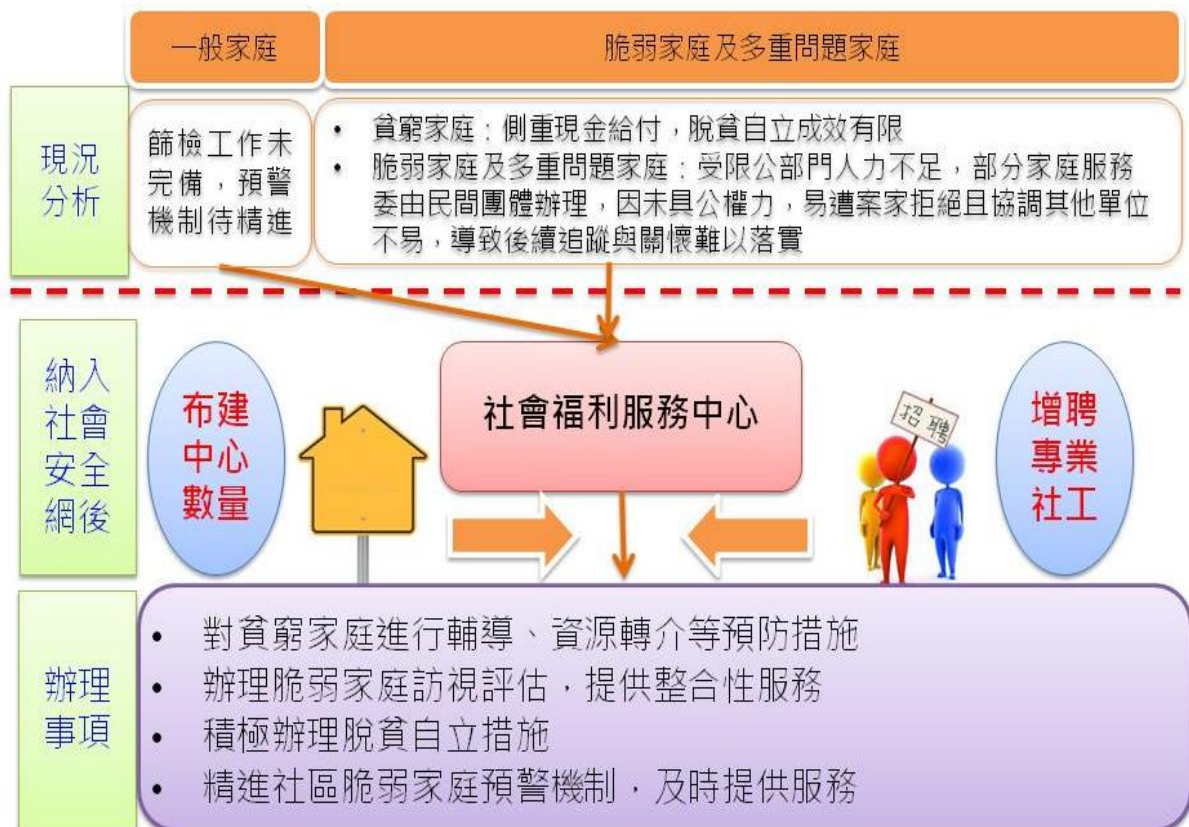 一般家庭
脆弱家庭及多重問題家庭
現況
分析
篩檢工作未
完備，預警
機制待精進
• 貧窮家庭：側重現金給付，脫貧自立成效有限
• 脆弱家庭及多重問題家庭：受限公部門人力不足，部分家庭服務
委由民間團體辦理，因未具公權力，易遭案家拒絕且協調其他單位
不易，導致後續追蹤與關懷難以落實
納入
社會
安全
網後
布建
中心
數量
社會福利服務中心
招聘
增聘
專業
社工
辦理
事項
• 對貧窮家庭進行輔導、資源轉介等預防措施
• 辦理脆弱家庭訪視評估，提供整合性服務
• 積極辦理脫貧自立措施
• 精進社區脆弱家庭預警機制，及時提供服務